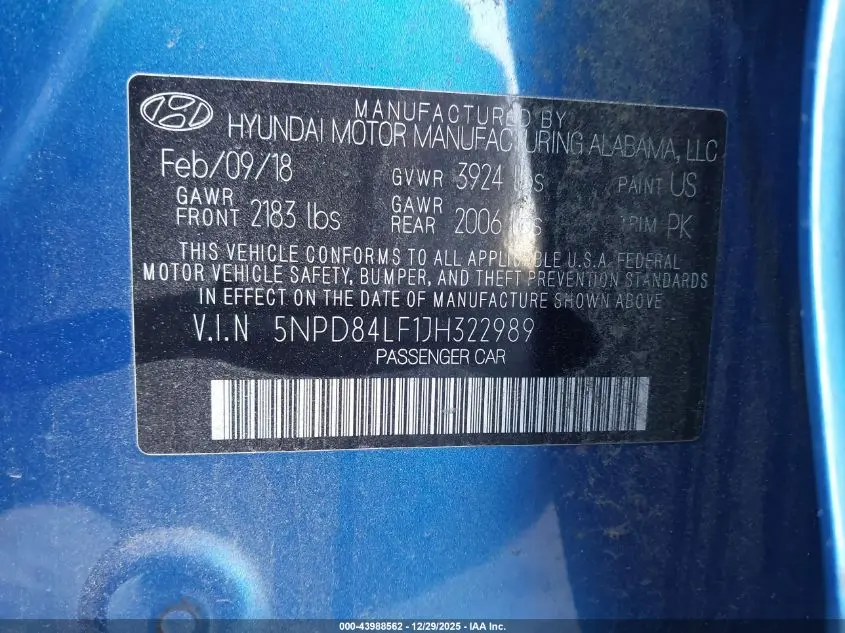 MANUFACTURED BY
HYUNDAI MOTOR MANUFACTURING ALABAMA, LLC
Feb/09/18 GVWR 3924 lbs PAINT US
GAWR FRONT 2183 lbs GAWR REAR 2006 lbs TRIM PK
THIS VEHICLE CONFORMS TO ALL APPLICABLE U.S.A. FEDERAL
MOTOR VEHICLE SAFETY, BUMPER, AND THEFT PREVENTION STANDARDS
IN EFFECT ON THE DATE OF MANUFACTURE SHOWN ABOVE
V.I.N 5NPD84LF1JH322989
PASSENGER CAR
000-43988562 - 12/29/2025 - IAA Inc.